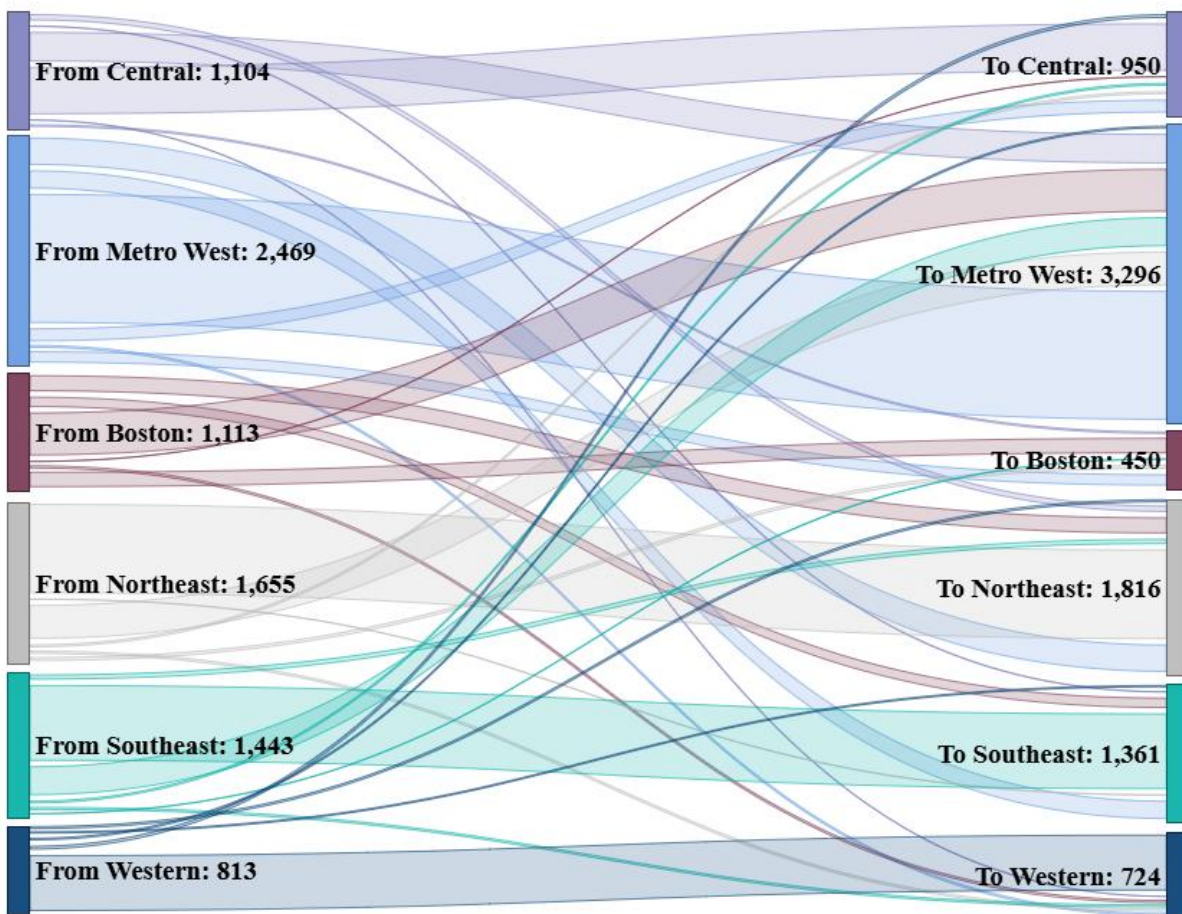 From Central: 1,104
From Metro West: 2,469
From Boston: 1,113
From Northeast: 1,655
From Southeast: 1,443
From Western: 813
To Central: 950
To Metro West: 3,296
To Boston: 450
To Northeast: 1,816
To Southeast: 1,361
To Western: 724